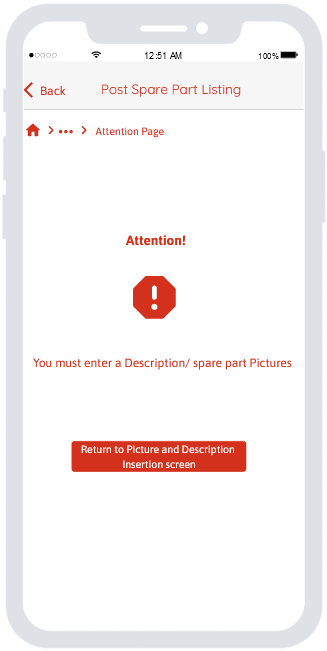 12:51 AM
100%
Back
Post Spare Part Listing
Attention Page
Attention!
You must enter a Description/ spare part Pictures
Return to Picture and Description
Insertion screen